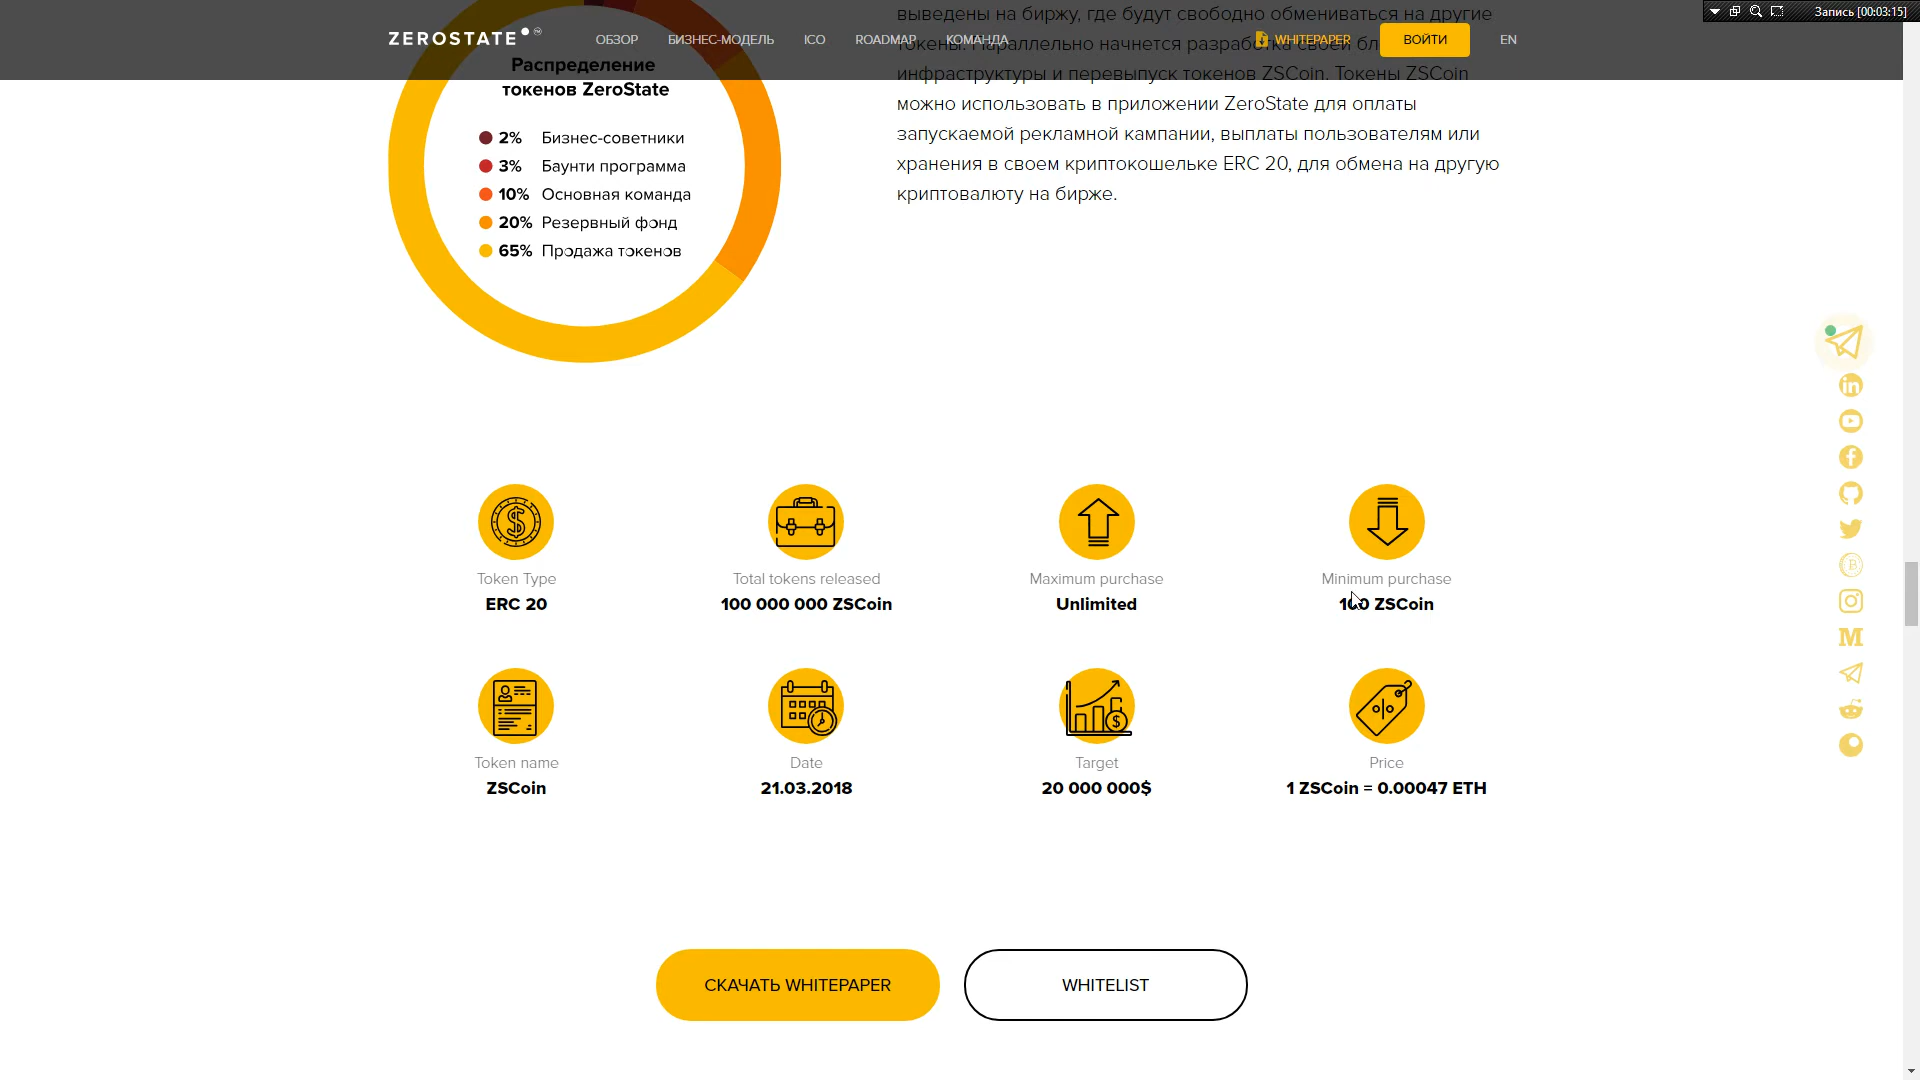 Запись [00:03:15]
ZEROSTATE
ОБЗОР БИЗНЕС-МОДЕЛЬ ICO ROADMAP КОМАНДА WHITEPAPER ВОЙТИ EN
Распределение
токенов ZeroState
2% Бизнес-советники
3% Баунти программа
10% Основная команда
20% Резервный фонд
65% Продажа токенов
выведены на биржу, где будут свободно обмениваться на другие
токены. Параллельно начнется разработка своей
инфраструктуры и перевыпуск токенов ZSCoin. Токены ZSCoin
можно использовать в приложении ZeroState для оплаты
запускаемой рекламной кампании, выплаты пользователям или
хранения в своем криптокошельке ERC 20, для обмена на другую
криптовалюту на бирже.
Token Type
ERC 20
Total tokens released
100 000 000 ZSCoin
Maximum purchase
Unlimited
Minimum purchase
100 ZSCoin
Token name
ZSCoin
Date
21.03.2018
Target
20 000 000$
Price
1 ZSCoin = 0.00047 ETH
СКАЧАТЬ WHITEPAPER
WHITELIST